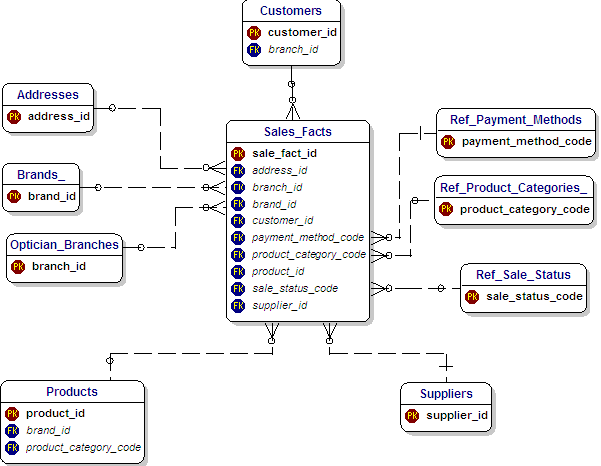 Customers
Pk customer_id
Fk branch_id
Addresses
Pk address_id
Brands_
Pk brand_id
Optician_Branches
Pk branch_id
Sales_Facts
Pk sale_fact_id
Fk address_id
Fk branch_id
Fk brand_id
Fk customer_id
Fk payment_method_code
Fk product_category_code
Fk product_id
Fk sale_status_code
Fk supplier_id
Ref_Payment_Methods
Pk payment_method_code
Ref_Product_Categories_
Pk product_category_code
Ref_Sale_Status
Pk sale_status_code
Products
Pk product_id
Fk brand_id
Fk product_category_code
Suppliers
Pk supplier_id